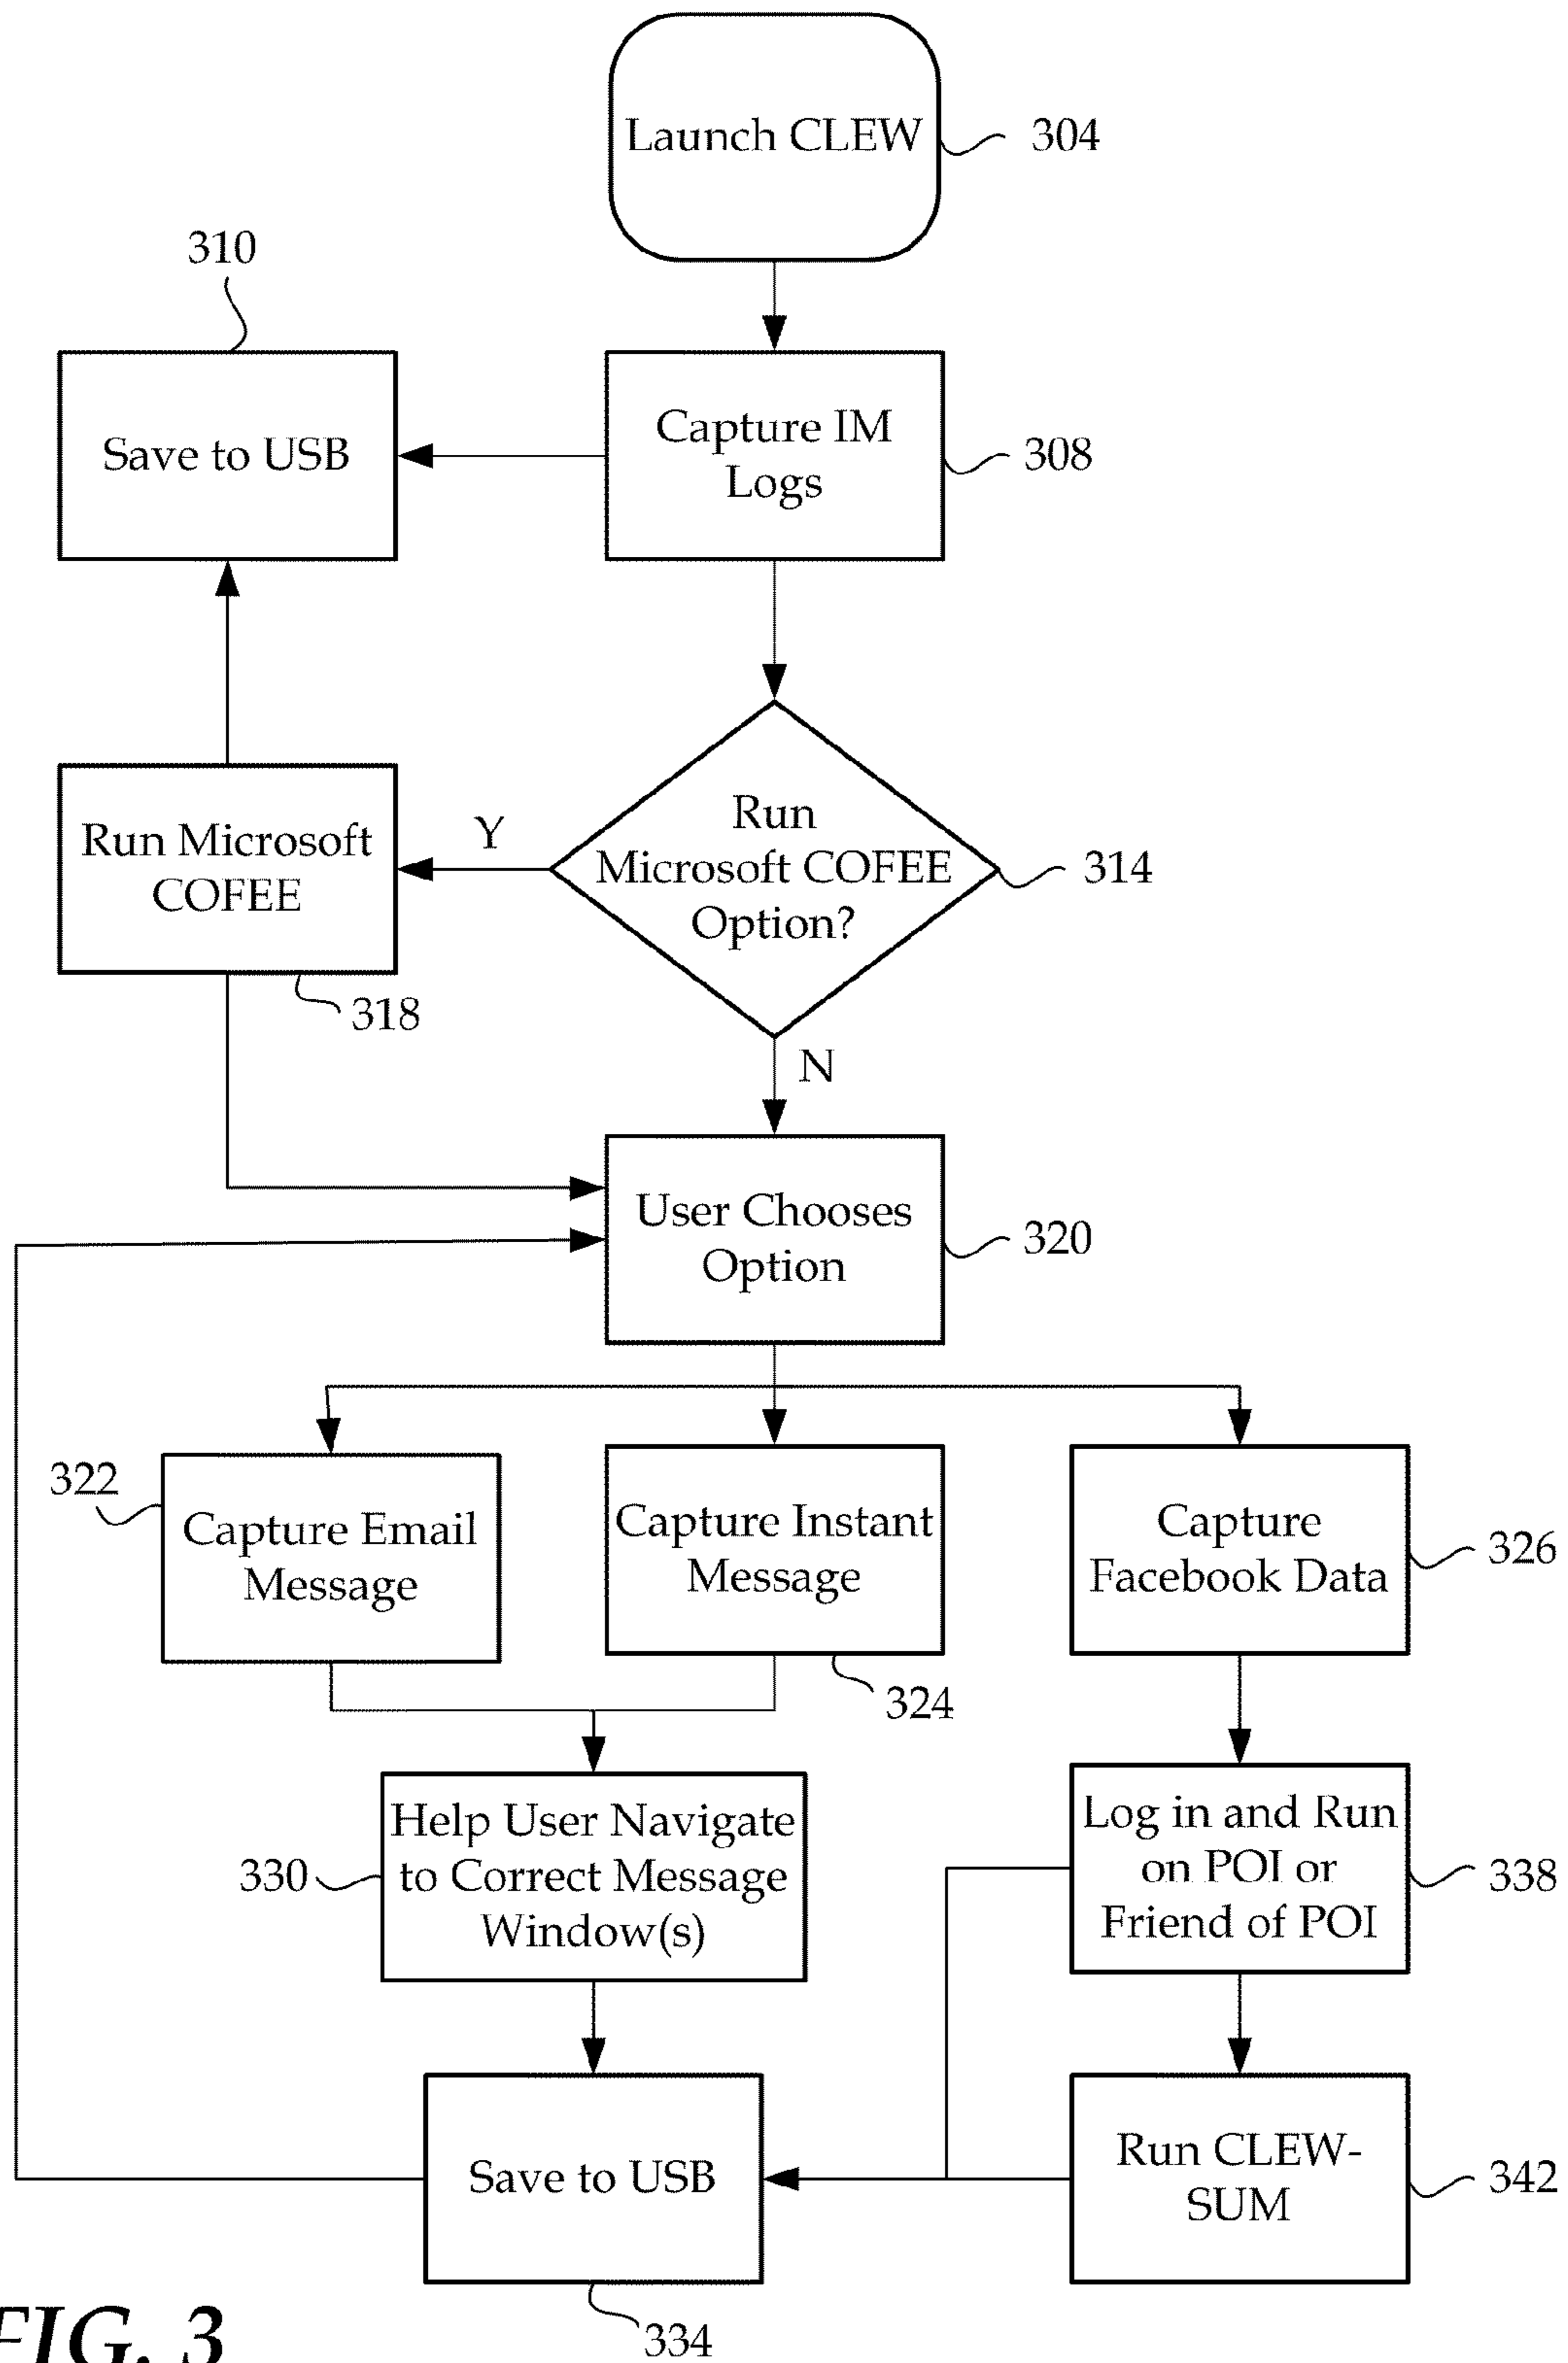 Launch CLEW
304
310
Save to USB
Capture IM
Logs
308
Run Microsoft
COFEE
318
Y
Run
Microsoft COFEE
Option?
314
N
User Chooses
Option
320
322
Capture Email
Message
Capture Instant
Message
324
Capture
Facebook Data
326
330
Help User Navigate
to Correct Message
Window(s)
Log in and Run
on POI or
Friend of POI
338
Save to USB
334
Run CLEW-
SUM
342
FIG. 3